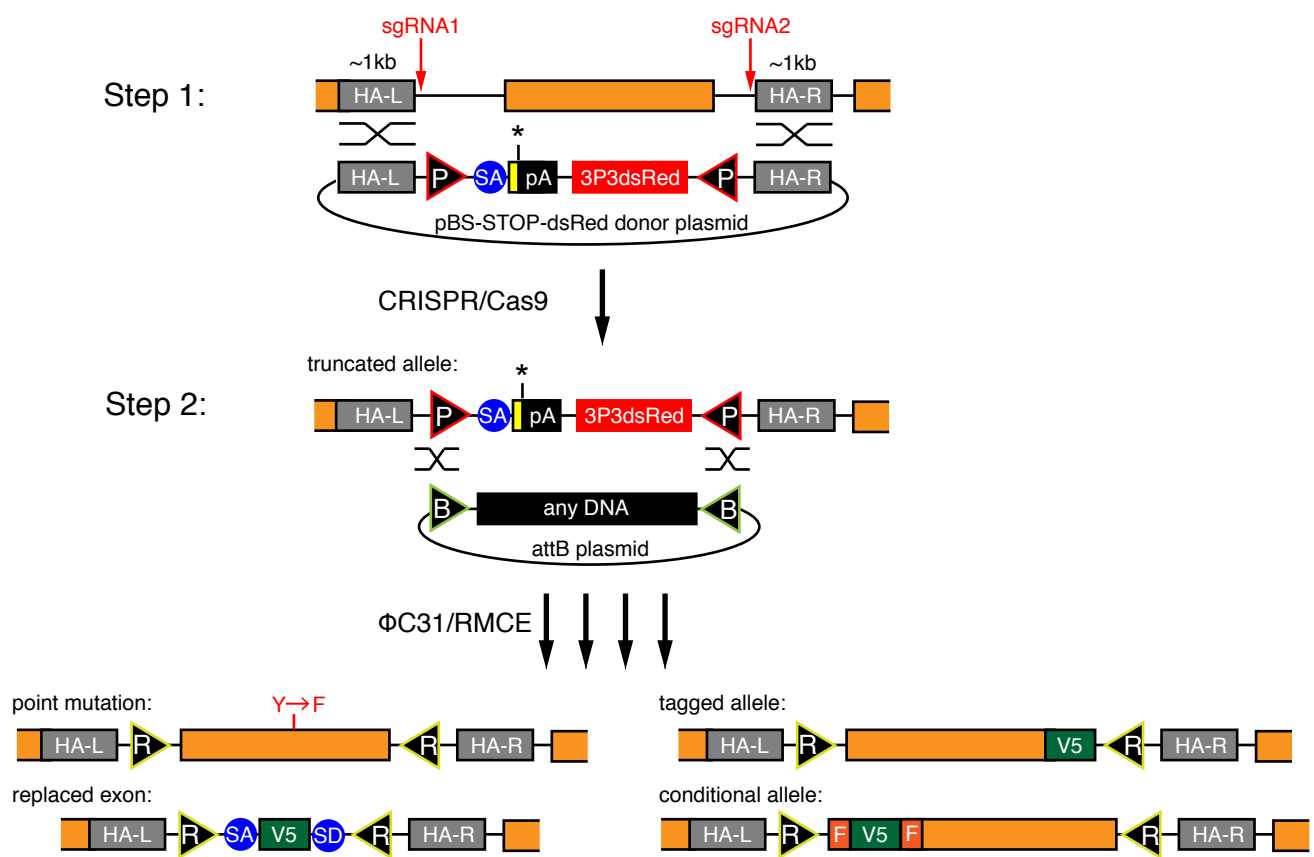 sgRNA1 sgRNA2
~1kb ~1kb
Step 1:
HA-L HA-R
*
HA-L P SA pA 3P3dsRed P HA-R
pBS-STOP-dsRed donor plasmid
CRISPR/Cas9
truncated allele:
*
Step 2:
HA-L P SA pA 3P3dsRed P HA-R
B any DNA B
attB plasmid
ΦC31/RMCE
point mutation:
Y→F
HA-L R R HA-R
replaced exon:
HA-L R SA V5 SD R HA-R
tagged allele:
HA-L R V5 R HA-R
conditional allele:
HA-L R F V5 F R HA-R